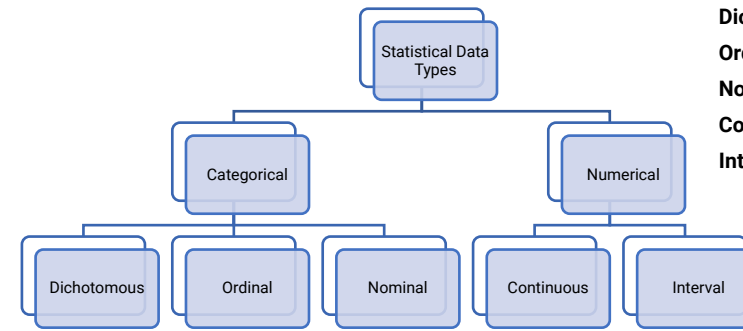 Statistical Data
Types
Categorical
Numerical
Dichotomous
Ordinal
Nominal
Continuous
Interval